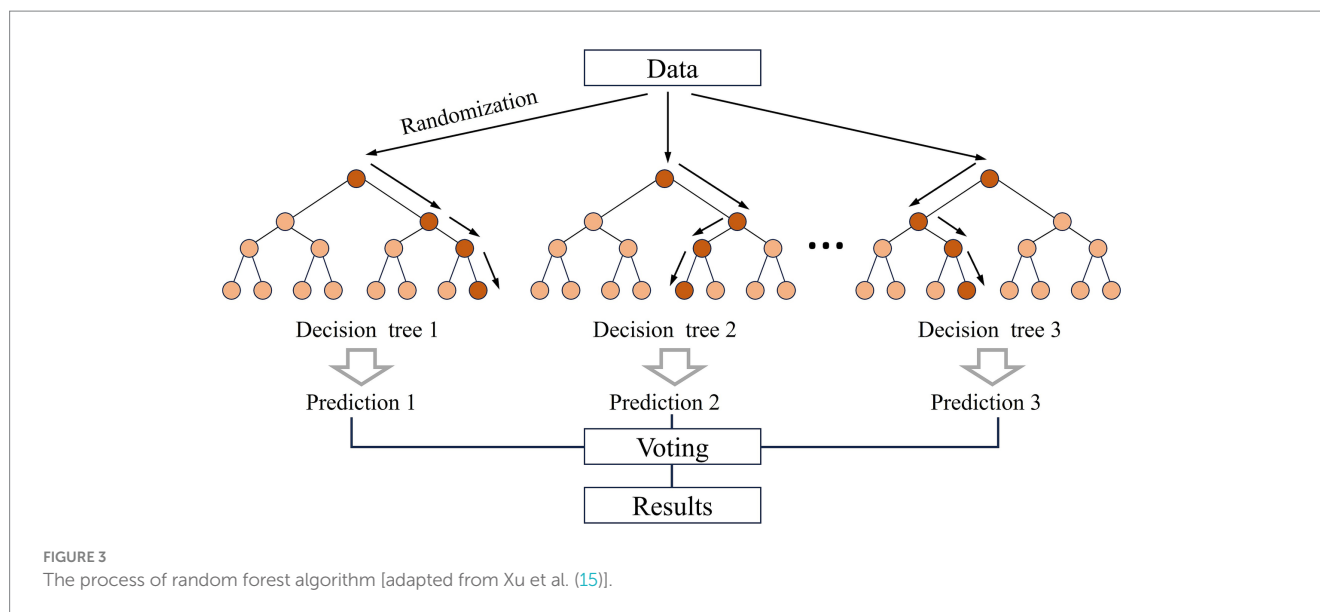 Data
Randomization
...
Decision tree 1
Decision tree 2
Decision tree 3
Prediction 1
Prediction 2
Prediction 3
Voting
Results
FIGURE 3
The process of random forest algorithm [adapted from Xu et al. (15)].